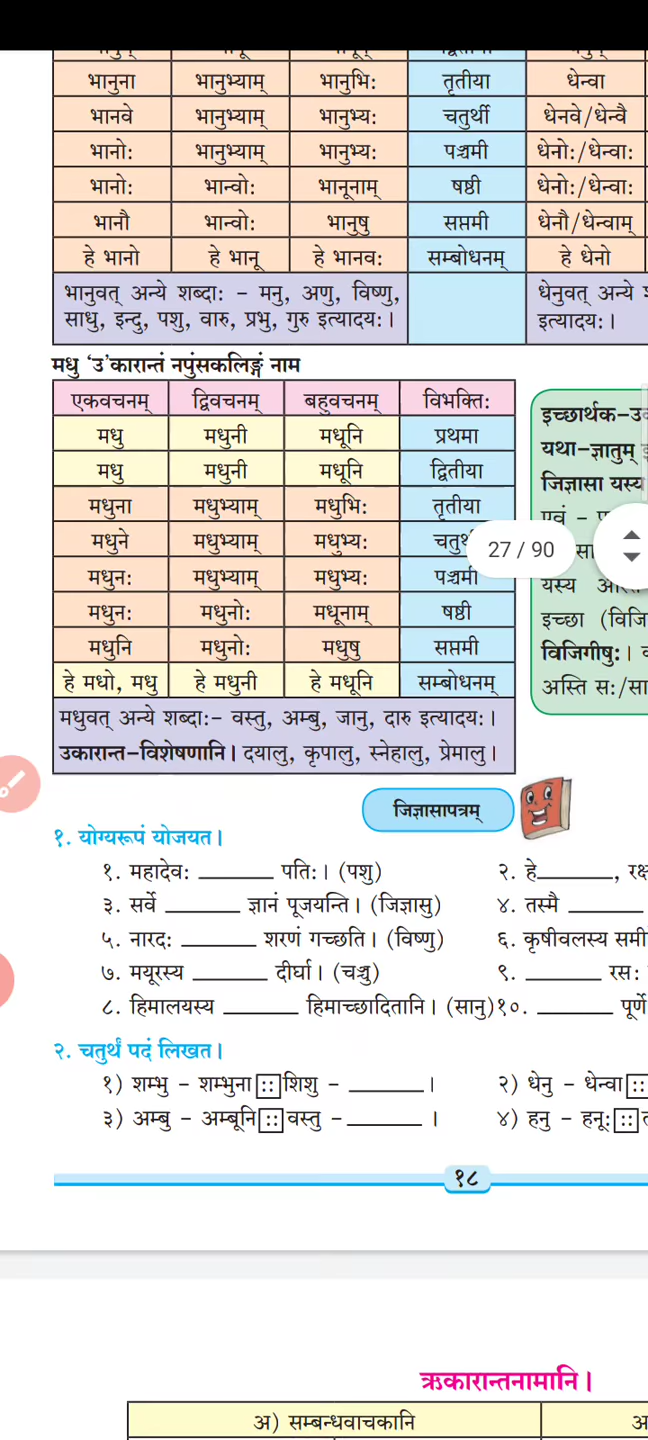 भानुना भानुभ्याम् भानुभिः तृतीया धेन्वा
भानवे भानुभ्याम् भानुभ्यः चतुर्थी धेनवे/धेन्वै
भानोः भानुभ्याम् भानुभ्यः पञ्चमी धेनोः/धेन्वाः
भानोः भान्वोः भानूनाम् षष्ठी धेनोः/धेन्वाः
भानौ भान्वोः भानुषु सप्तमी धेनौ/धेन्वाम्
हे भानो हे भानू हे भानवः सम्बोधनम् हे धेनो
भानुवत् अन्ये शब्दाः – मनु, अणु, विष्णु, धेनुवत् अन्ये
साधु, इन्दु, पशु, वारु, प्रभु, गुरु इत्यादयः। इत्यादयः।
मधु ‘उ’कारान्तं नपुंसकलिङ्गं नाम
एकवचनम् द्विवचनम् बहुवचनम् विभक्तिः
मधु मधुनी मधूनि प्रथमा
मधु मधुनी मधूनि द्वितीया
मधुना मधुभ्याम् मधुभिः तृतीया
मधुने मधुभ्याम् मधुभ्यः
मधुनः मधुभ्याम् मधुभ्यः पञ्चमी
मधुनः मधुनोः मधूनाम् षष्ठी
मधुनि मधुनोः मधुषु सप्तमी
हे मधो, मधु हे मधुनी हे मधूनि सम्बोधनम्
मधुवत् अन्ये शब्दाः– वस्तु, अम्बु, जानु, दारु इत्यादयः।
उकारान्त–विशेषणानि। दयालु, कृपालु, स्नेहालु, प्रेमालु।
इच्छार्थक–उ
यथा–ज्ञातुम्
जिज्ञासा यस्य
एवं –
27 / 90
यस्य
इच्छा (विजि
विजिगीषुः।
अस्ति सः/सा
जिज्ञासापत्रम्
१. योग्यरूपं योजयत।
१. महादेवः ______ पतिः। (पशु) २. हे______, रक्ष
३. सर्वे ______ ज्ञानं पूजयन्ति। (जिज्ञासु) ४. तस्मै ______
५. नारदः ______ शरणं गच्छति। (विष्णु) ६. कृषीवलस्य समी
७. मयूरस्य ______ दीर्घा। (चञ्चु) ९. ______ रसः
८. हिमालयस्य ______ हिमाच्छादितानि। (सानु) १०. ______ पूर्णे
२. चतुर्थं पदं लिखत।
१) शम्भु – शम्भुना :: शिशु – ______। २) धेनु – धेन्वा ::
३) अम्बु – अम्बूनि :: वस्तु – ______ । ४) हनु – हनूः ::
१८
ऋकारान्तनामानि।
अ) सम्बन्धवाचकानि